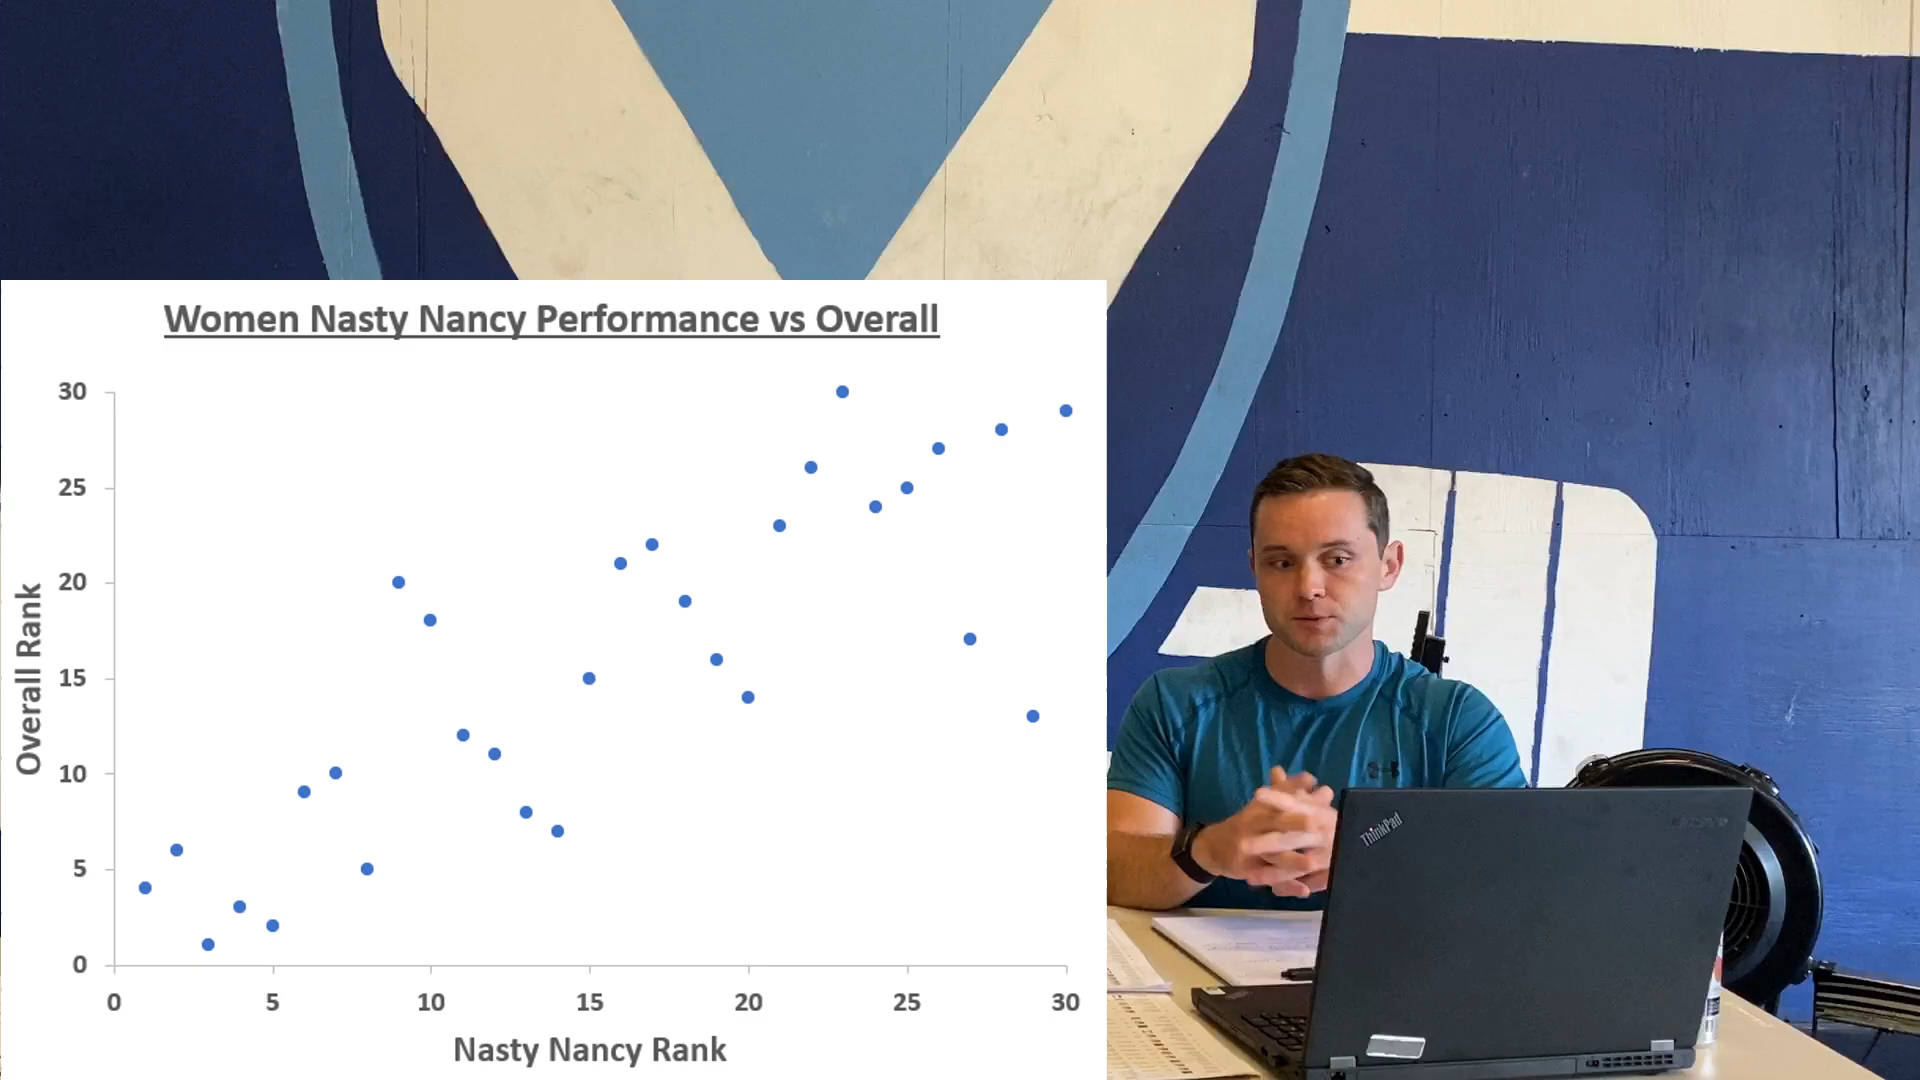 Women Nasty Nancy Performance vs Overall
30
25
20
15
10
5
0
Overall Rank
0 5 10 15 20 25 30
Nasty Nancy Rank
ThinkPad